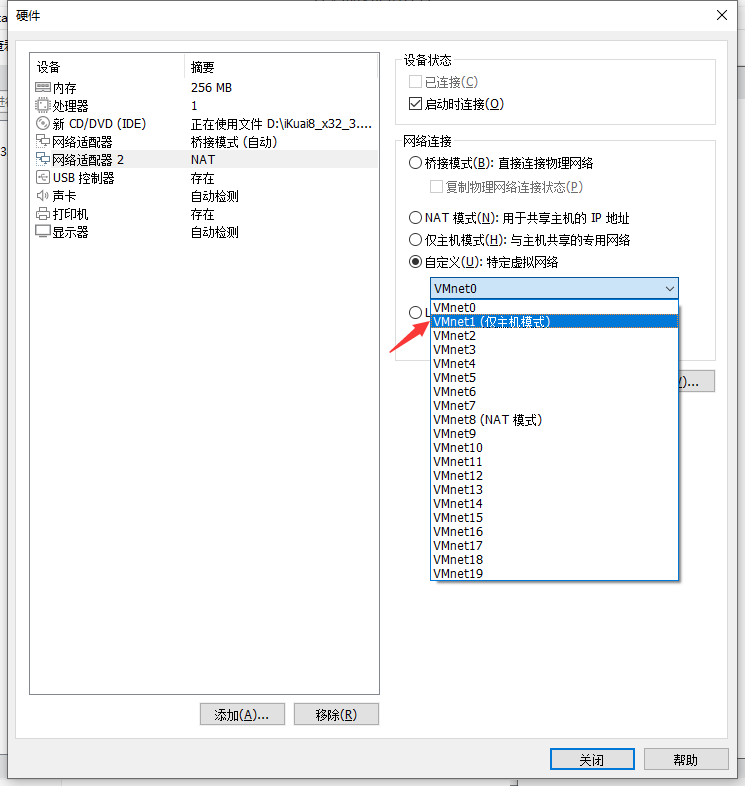 硬件
设备 摘要
内存 256 MB
处理器 1
新 CD/DVD (IDE) 正在使用文件 D:\iKuai8_x32_3....
网络适配器 桥接模式 (自动)
网络适配器 2 NAT
USB 控制器 存在
声卡 自动检测
打印机 存在
显示器 自动检测
添加(A)... 移除(R)
设备状态
已连接(C)
启动时连接(O)
网络连接
桥接模式(B): 直接连接物理网络
复制物理网络连接状态(P)
NAT 模式(N): 用于共享主机的 IP 地址
仅主机模式(H): 与主机共享的专用网络
自定义(U): 特定虚拟网络
VMnet0
VMnet0
VMnet1 (仅主机模式)
VMnet2
VMnet3
VMnet4
VMnet5
VMnet6
VMnet7
VMnet8 (NAT 模式)
VMnet9
VMnet10
VMnet11
VMnet12
VMnet13
VMnet14
VMnet15
VMnet16
VMnet17
VMnet18
VMnet19
关闭 帮助